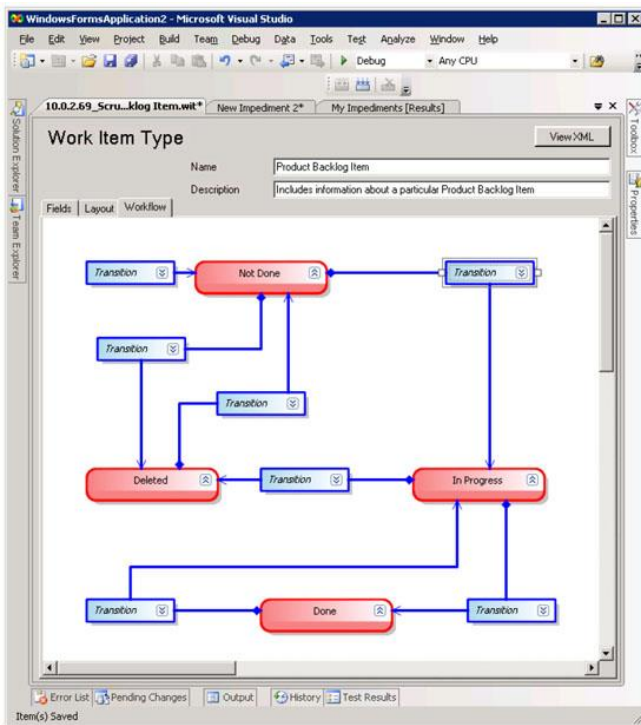 WindowsFormsApplication2 - Microsoft Visual Studio
File Edit View Project Build Team Debug Data Tools Test Analyze Window Help
Debug Any CPU
10.0.2.69_Scru...klog Item.wit* New Impediment 2* My Impediments [Results]
Solution Explorer
Team Explorer
Toolbox
Properties
Work Item Type
View XML
Name Product Backlog Item
Description Includes information about a particular Product Backlog Item
Fields Layout Workflow
Transition Not Done Transition
Transition
Transition
Deleted Transition In Progress
Transition Done Transition
Error List Pending Changes Output History Test Results
Item(s) Saved